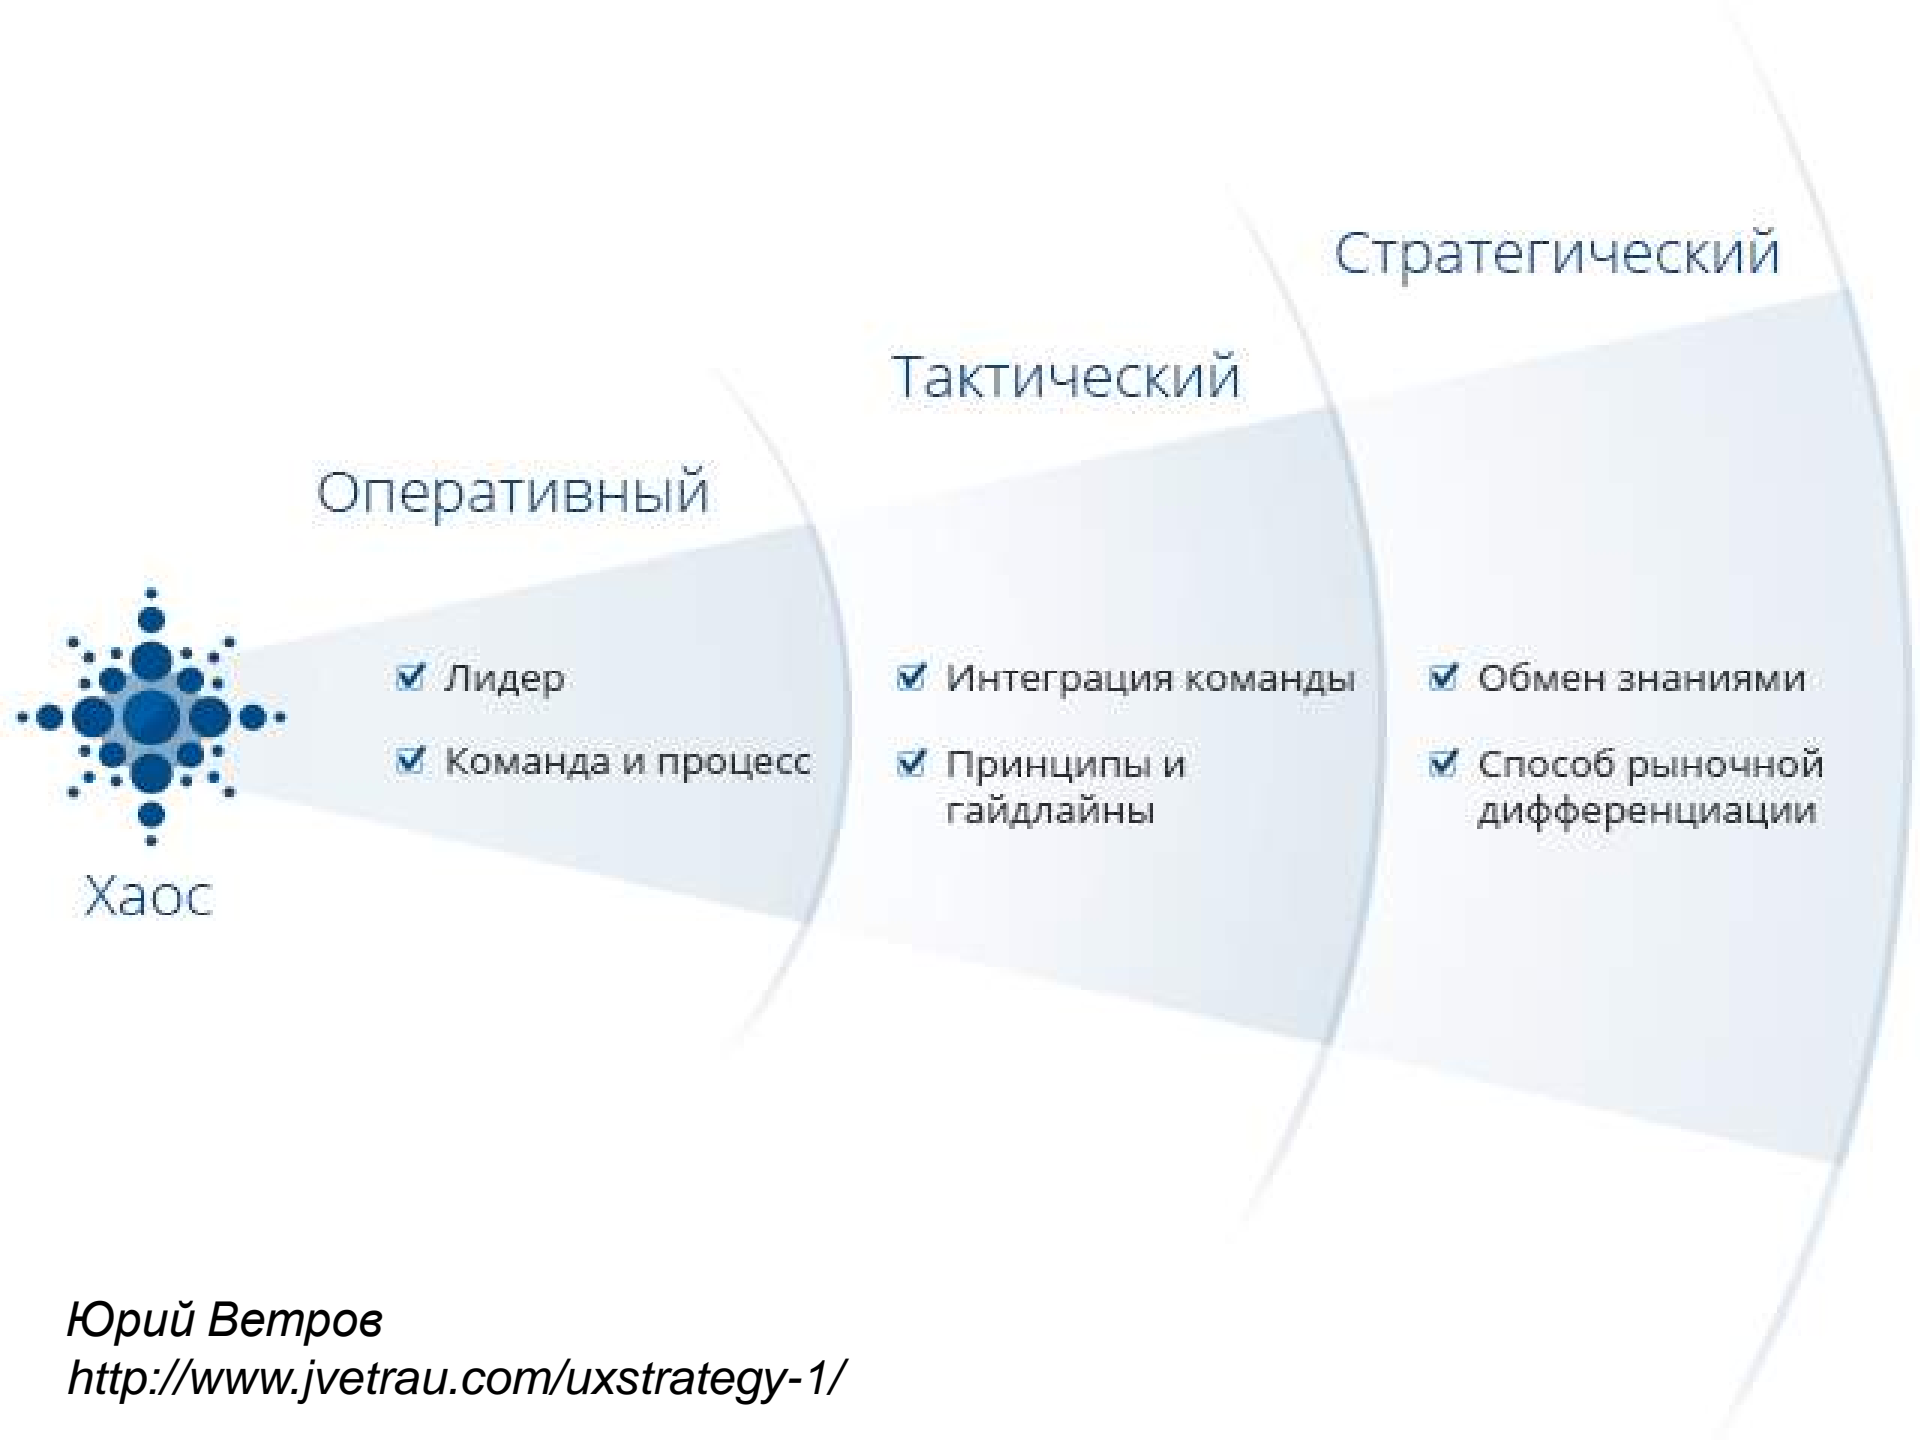 Стратегический
Тактический
Оперативный
Лидер
Команда и процесс
Интеграция команды
Принципы и
гайдлайны
Обмен знаниями
Способ рыночной
дифференциации
Хаос
Юрий Ветров
http://www.jvetrau.com/uxstrategy-1/